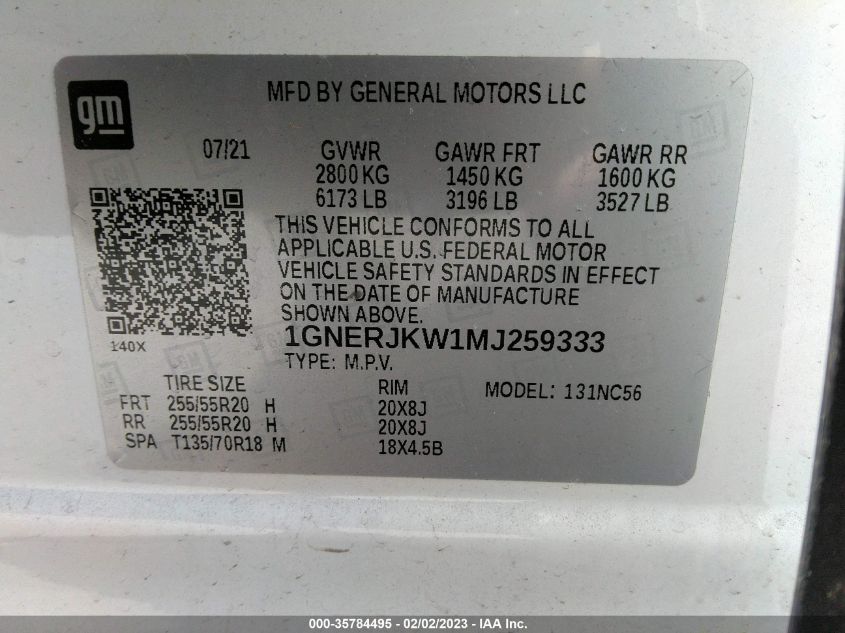 gm
MFD BY GENERAL MOTORS LLC
07/21 GVWR GAWR FRT GAWR RR
2800 KG 1450 KG 1600 KG
6173 LB 3196 LB 3527 LB
THIS VEHICLE CONFORMS TO ALL
APPLICABLE U.S. FEDERAL MOTOR
VEHICLE SAFETY STANDARDS IN EFFECT
ON THE DATE OF MANUFACTURE
SHOWN ABOVE.
1GNERJKW1MJ259333
140X
TYPE: M.P.V.
TIRE SIZE RIM MODEL: 131NC56
FRT 255/55R20 H 20X8J
RR 255/55R20 H 20X8J
SPA T135/70R18 M 18X4.5B
000-35784495 - 02/02/2023 - IAA Inc.